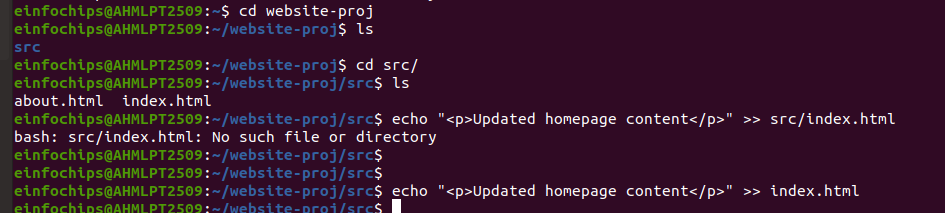 einfochips@AHMLPT2509:~$ cd website-proj
einfochips@AHMLPT2509:~/website-proj$ ls
src
einfochips@AHMLPT2509:~/website-proj$ cd src/
einfochips@AHMLPT2509:~/website-proj/src$ ls
about.html  index.html
einfochips@AHMLPT2509:~/website-proj/src$ echo "<p>Updated homepage content</p>" >> src/index.html
bash: src/index.html: No such file or directory
einfochips@AHMLPT2509:~/website-proj/src$
einfochips@AHMLPT2509:~/website-proj/src$
einfochips@AHMLPT2509:~/website-proj/src$ echo "<p>Updated homepage content</p>" >> index.html
einfochips@AHMLPT2509:~/website-proj/src$